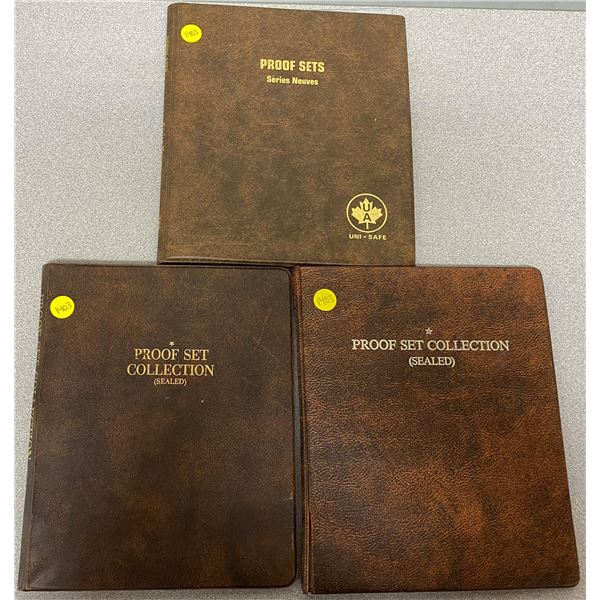 1403
PROOF SETS
Séries Neuves
U
A
UNI-SAFE
1403
★
PROOF SET
COLLECTION
(SEALED)
1403
☆
PROOF SET COLLECTION
(SEALED)